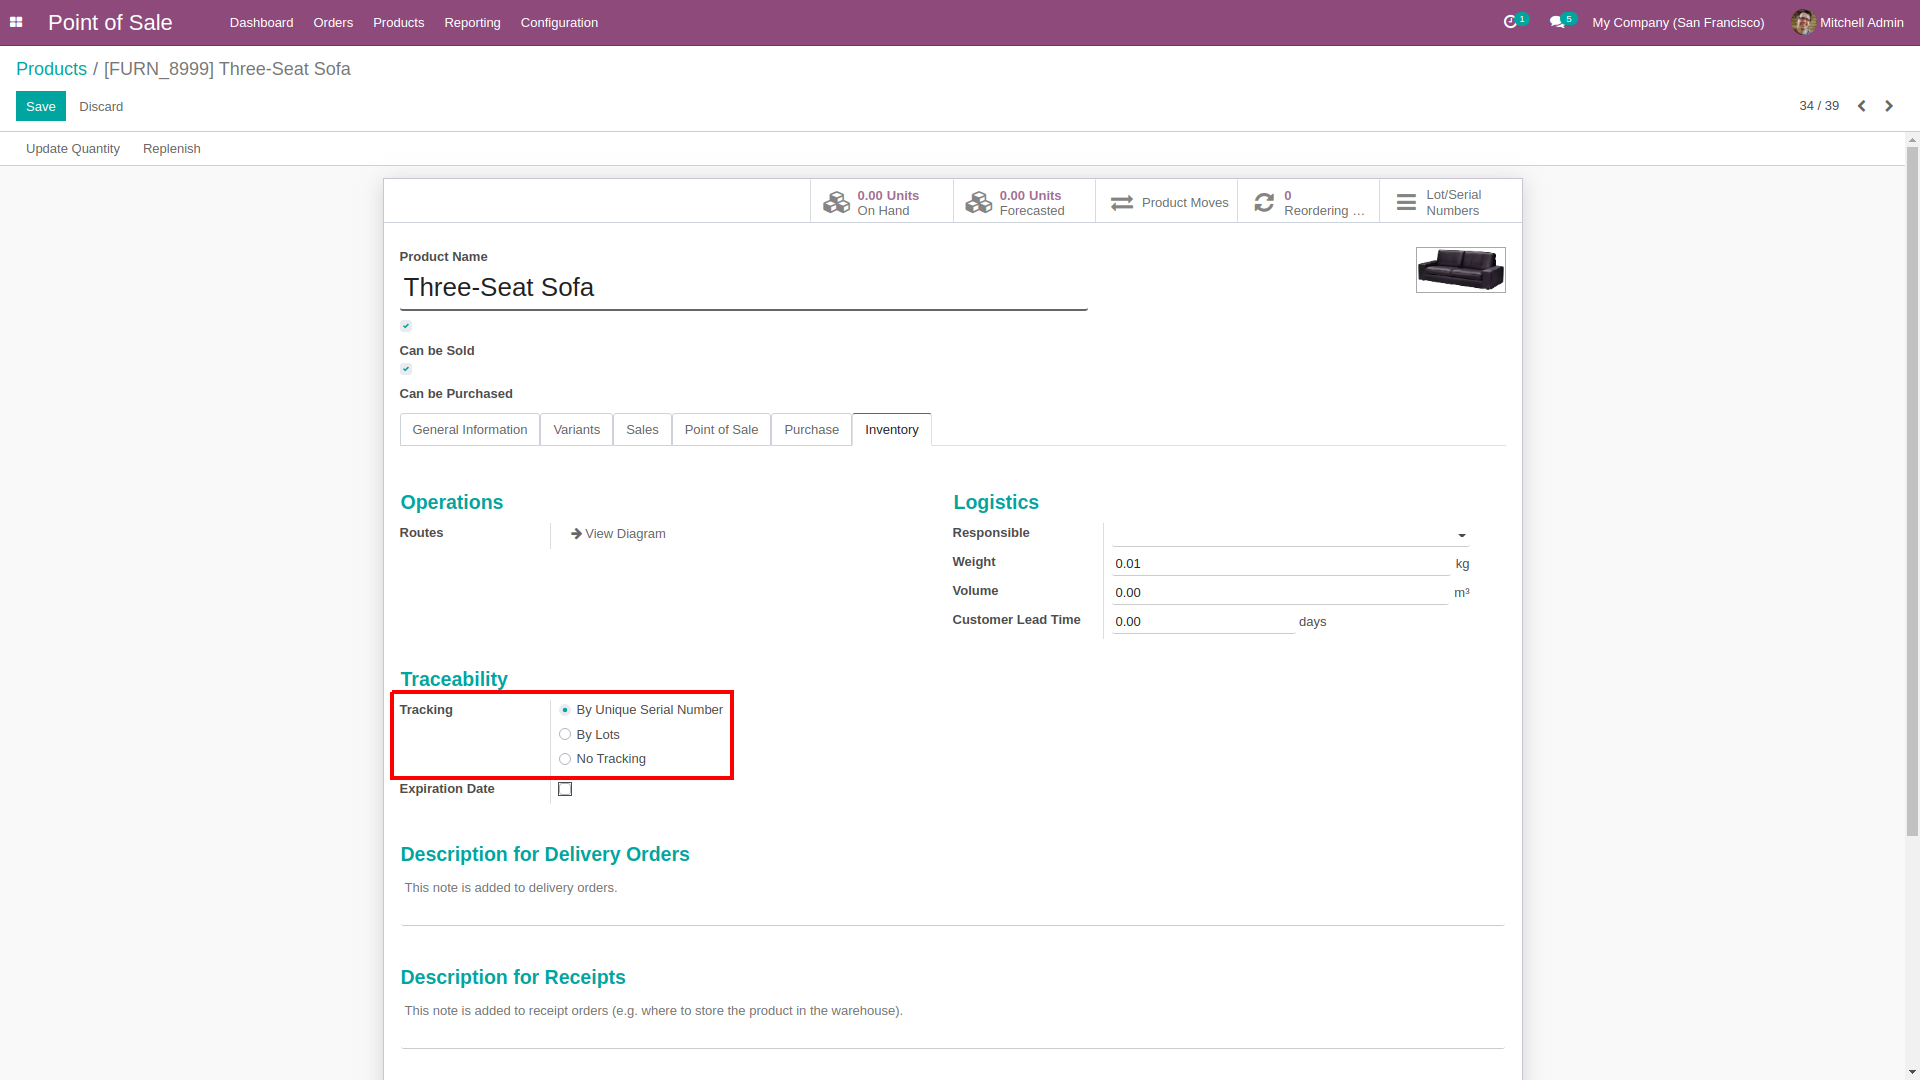 Point of Sale Dashboard Orders Products Reporting Configuration 1 5 My Company (San Francisco) Mitchell Admin
Products / [FURN_8999] Three-Seat Sofa
Save Discard 34 / 39
Update Quantity Replenish
0.00 Units
On Hand
0.00 Units
Forecasted
Product Moves
0
Reordering ...
Lot/Serial
Numbers
Product Name
Three-Seat Sofa
Can be Sold
Can be Purchased
General Information Variants Sales Point of Sale Purchase Inventory
Operations
Routes View Diagram
Logistics
Responsible
Weight 0.01 kg
Volume 0.00 m³
Customer Lead Time 0.00 days
Traceability
Tracking By Unique Serial Number
By Lots
No Tracking
Expiration Date
Description for Delivery Orders
This note is added to delivery orders.
Description for Receipts
This note is added to receipt orders (e.g. where to store the product in the warehouse).